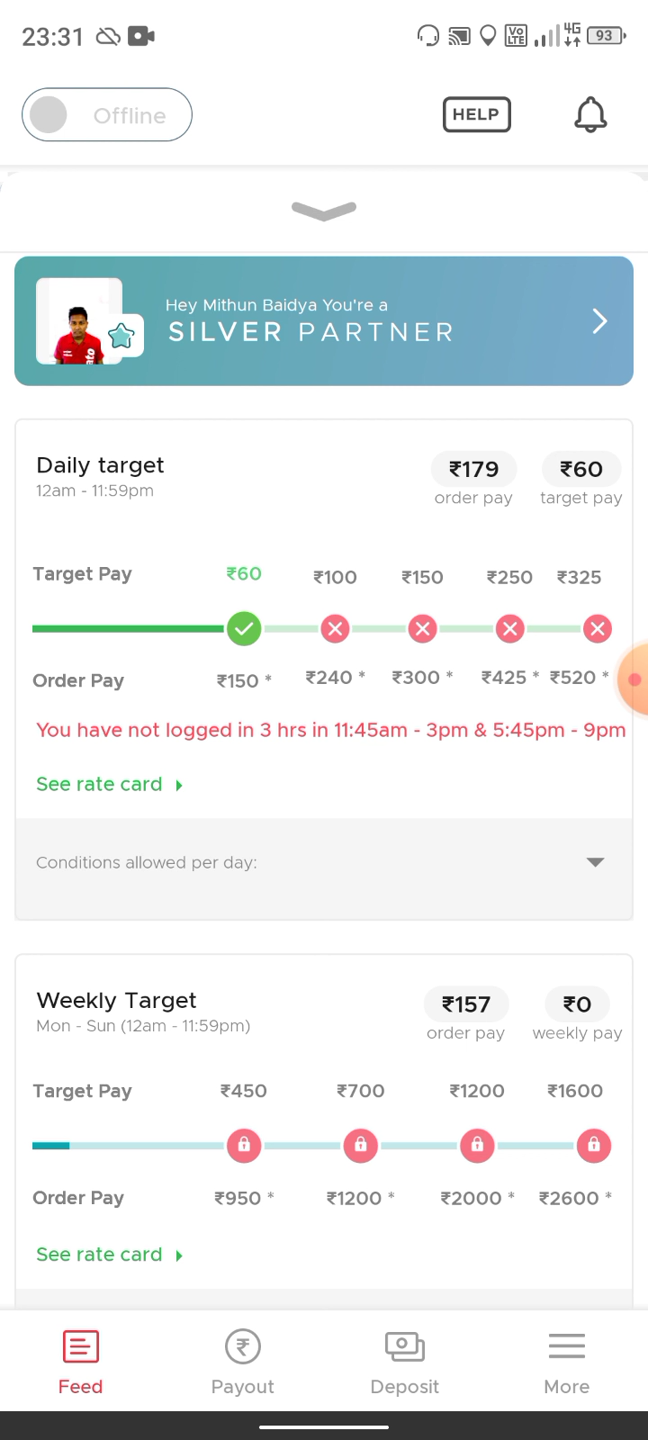 23:31
VO LTE 4G 93
Offline
HELP
Hey Mithun Baidya You're a
SILVER PARTNER
Daily target
12am - 11:59pm
₹179 ₹60
order pay target pay
Target Pay ₹60 ₹100 ₹150 ₹250 ₹325
Order Pay ₹150 * ₹240 * ₹300 * ₹425 * ₹520 *
You have not logged in 3 hrs in 11:45am - 3pm & 5:45pm - 9pm
See rate card
Conditions allowed per day:
Weekly Target
Mon - Sun (12am - 11:59pm)
₹157 ₹0
order pay weekly pay
Target Pay ₹450 ₹700 ₹1200 ₹1600
Order Pay ₹950 * ₹1200 * ₹2000 * ₹2600 *
See rate card
Feed Payout Deposit More